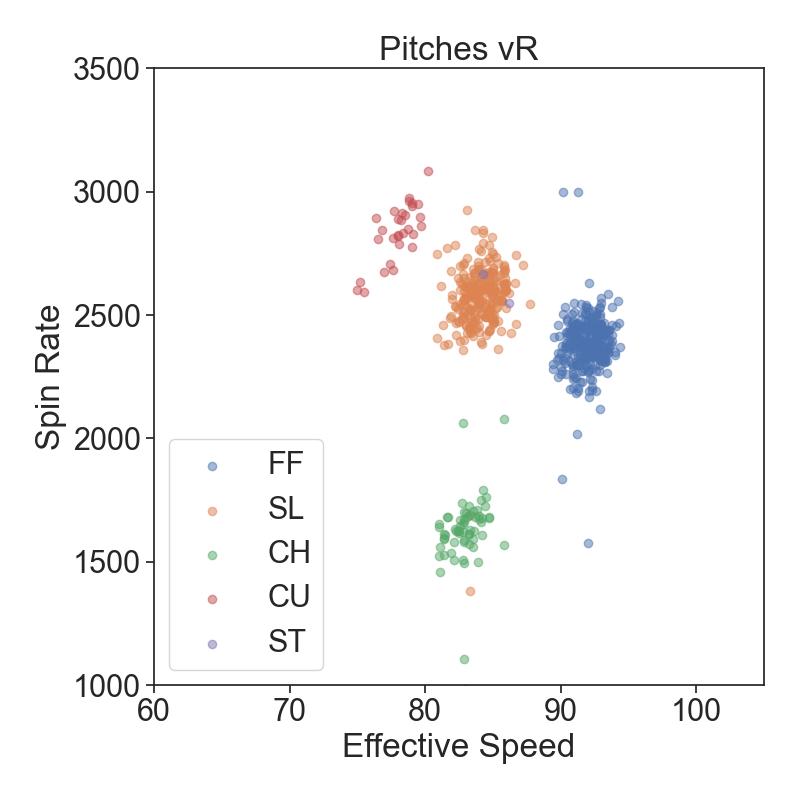 Pitches vR
3500
3000
2500
2000
1500
1000
Spin Rate
FF
SL
CH
CU
ST
60 70 80 90 100
Effective Speed